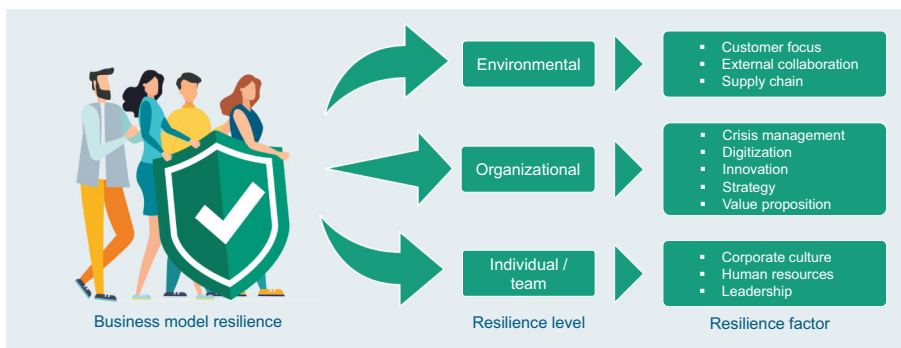 Environmental
Customer focus
External collaboration
Supply chain
Organizational
Crisis management
Digitization
Innovation
Strategy
Value proposition
Individual /
team
Corporate culture
Human resources
Leadership
Business model resilience
Resilience level
Resilience factor